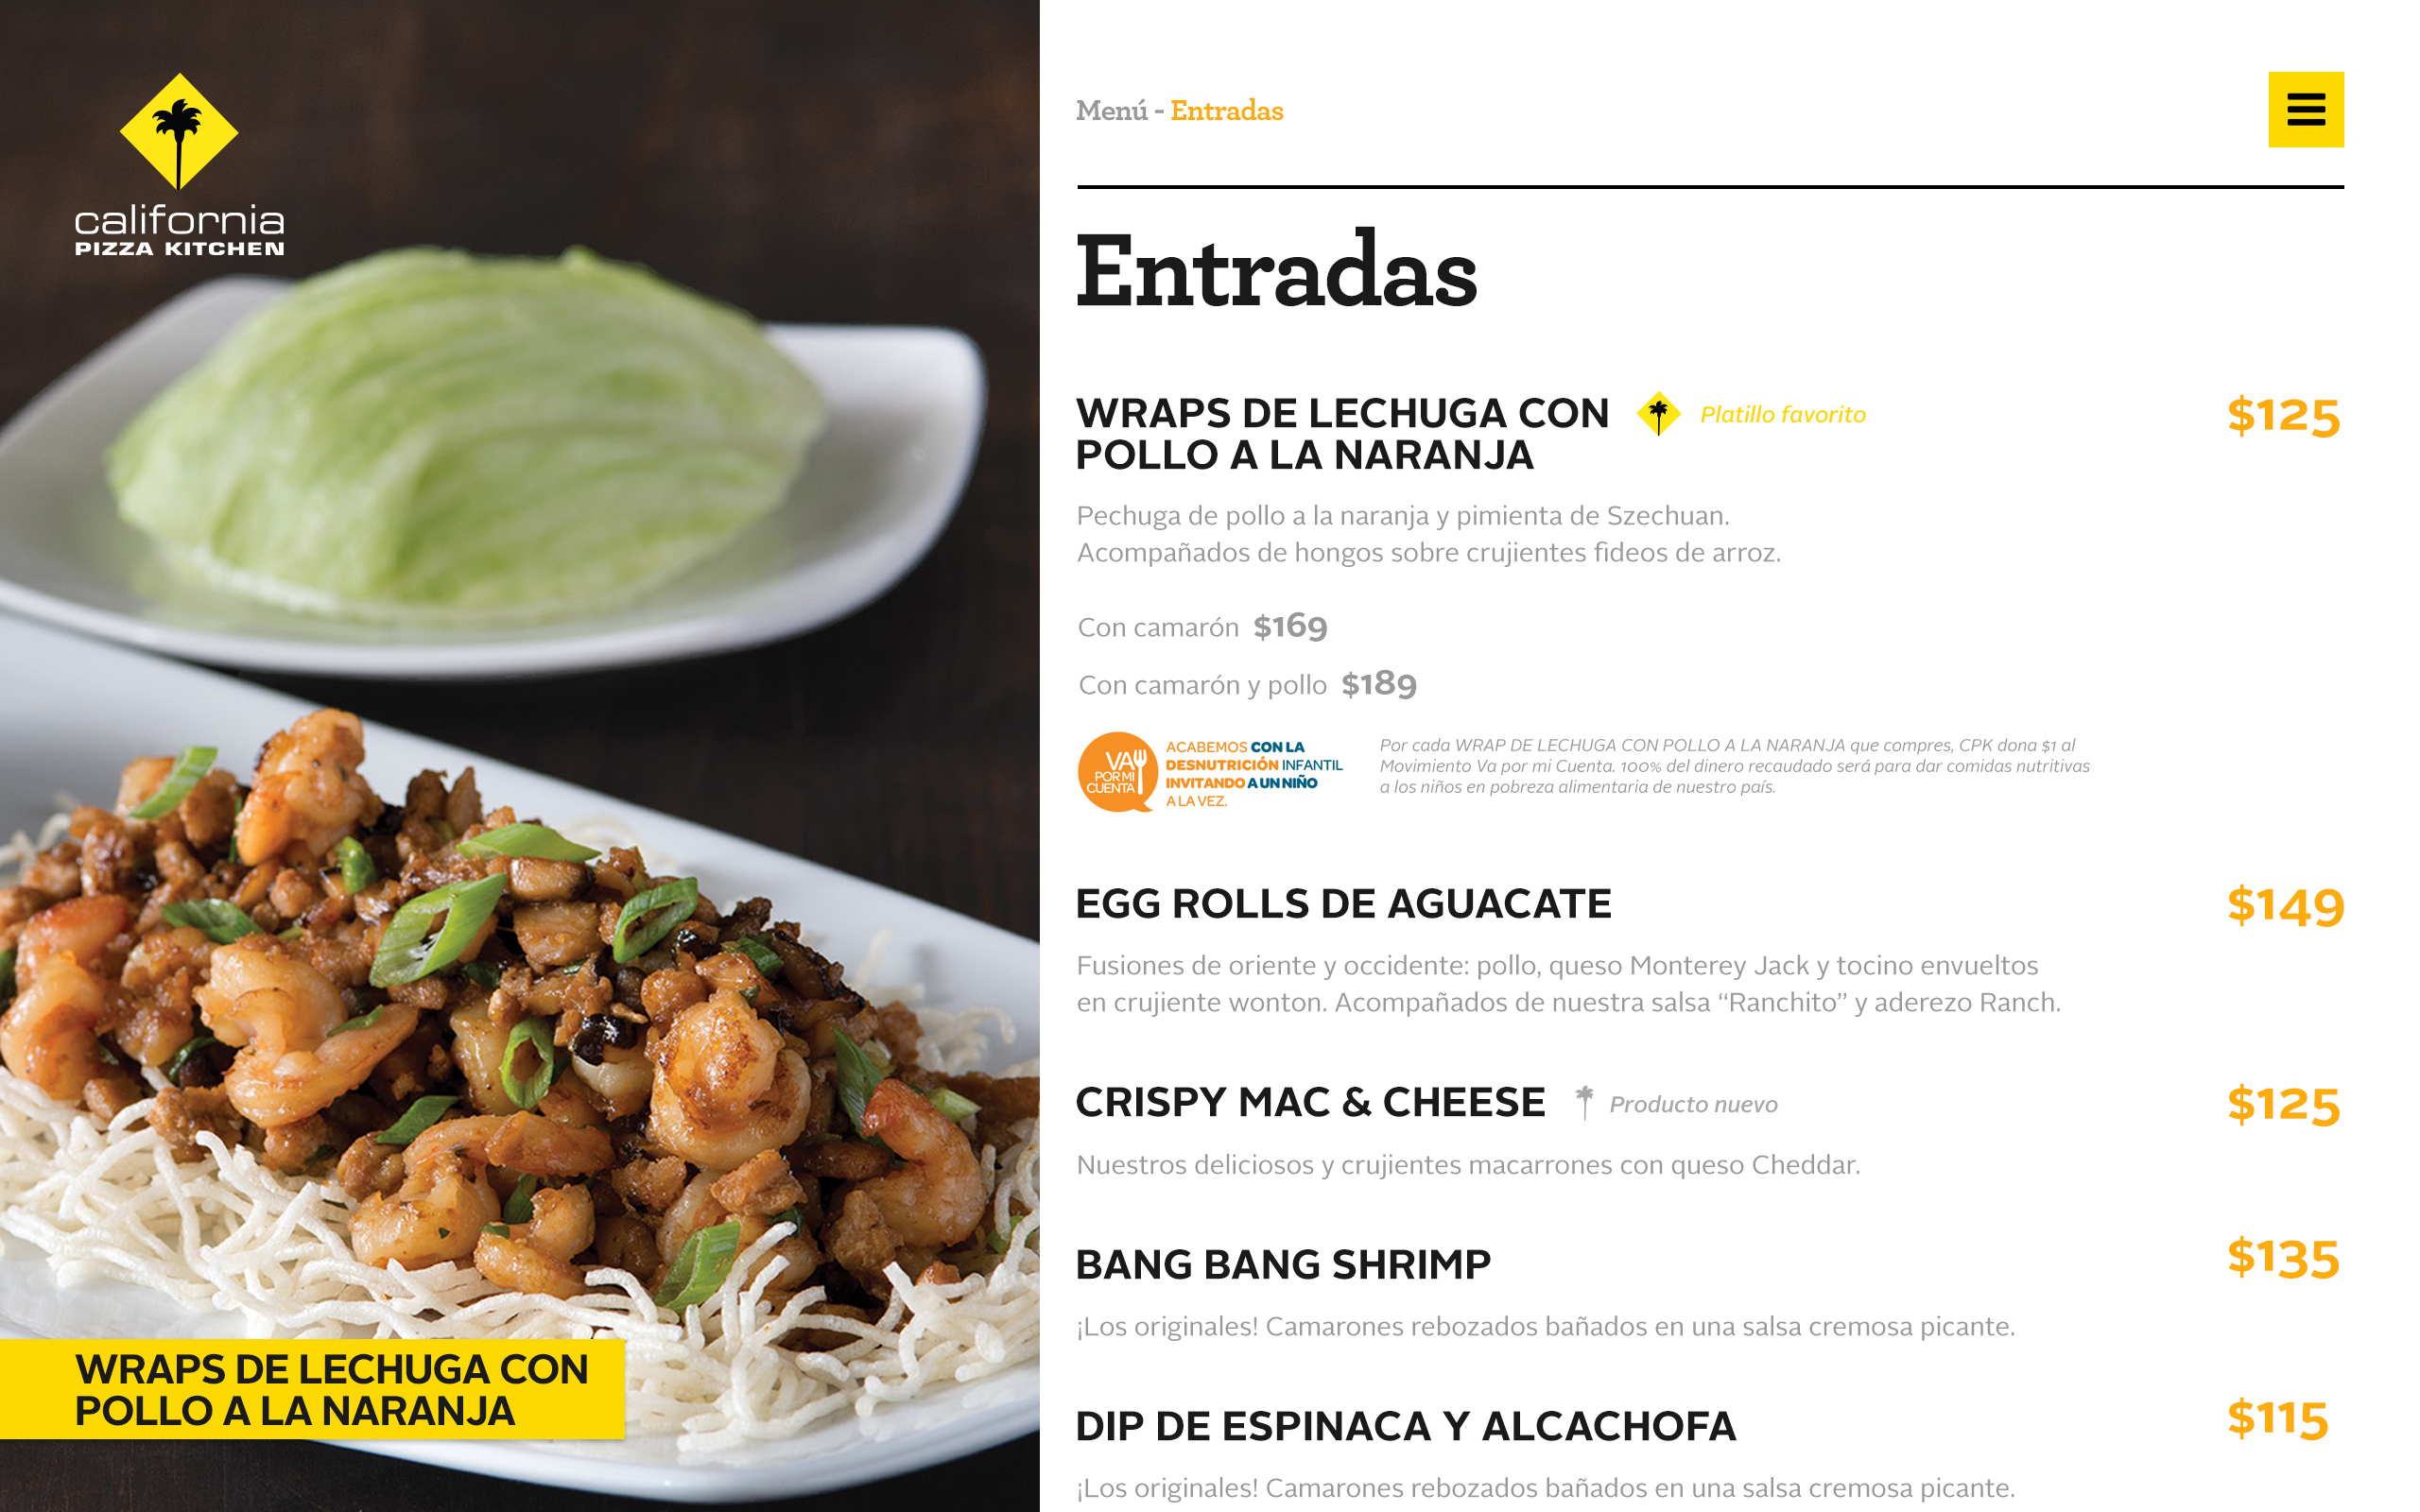 california
PIZZA KITCHEN
WRAPS DE LECHUGA CON
POLLO A LA NARANJA
Menú - Entradas
Entradas
WRAPS DE LECHUGA CON Platillo favorito $125
POLLO A LA NARANJA
Pechuga de pollo a la naranja y pimienta de Szechuan.
Acompañados de hongos sobre crujientes fideos de arroz.
Con camarón $169
Con camarón y pollo $189
VA
POR MI
CUENTA
ACABEMOS CON LA
DESNUTRICIÓN INFANTIL
INVITANDO A UN NIÑO
A LA VEZ.
Por cada WRAP DE LECHUGA CON POLLO A LA NARANJA que compres, CPK dona $1 al
Movimiento Va por mi Cuenta. 100% del dinero recaudado será para dar comidas nutritivas
a los niños en pobreza alimentaria de nuestro país.
EGG ROLLS DE AGUACATE $149
Fusiones de oriente y occidente: pollo, queso Monterey Jack y tocino envueltos
en crujiente wonton. Acompañados de nuestra salsa “Ranchito” y aderezo Ranch.
CRISPY MAC & CHEESE Producto nuevo $125
Nuestros deliciosos y crujientes macarrones con queso Cheddar.
BANG BANG SHRIMP $135
¡Los originales! Camarones rebozados bañados en una salsa cremosa picante.
DIP DE ESPINACA Y ALCACHOFA $115
¡Los originales! Camarones rebozados bañados en una salsa cremosa picante.